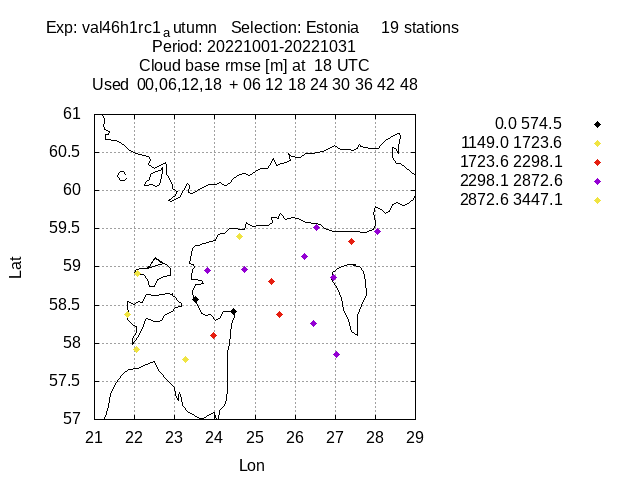 Exp: val46h1rc1autumn Selection: Estonia 19 stations
Period: 20221001-20221031
Cloud base rmse [m] at 18 UTC
Used 00,06,12,18 + 06 12 18 24 30 36 42 48
61
60.5
60
59.5
59
58.5
58
57.5
57
Lat
21 22 23 24 25 26 27 28 29
Lon
0.0 574.5
1149.0 1723.6
1723.6 2298.1
2298.1 2872.6
2872.6 3447.1